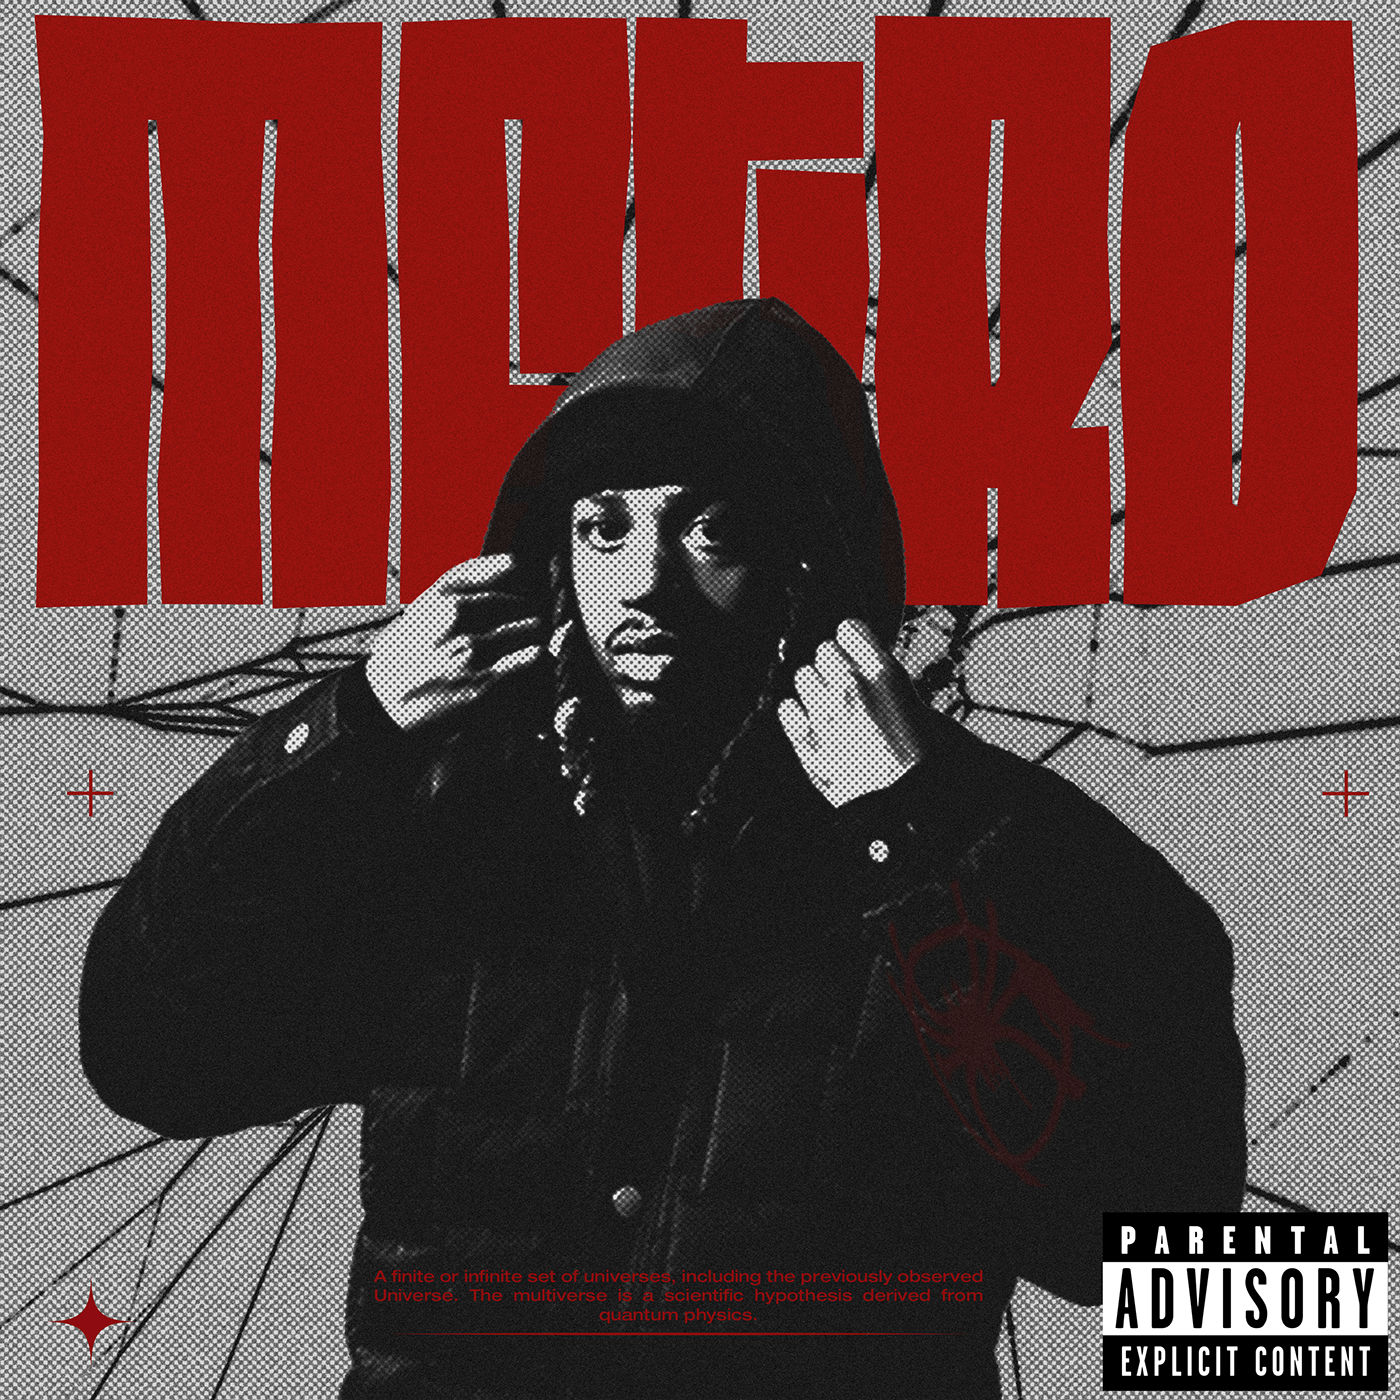 METRO
A finite or infinite set of universes, including the previously observed
Universe. The multiverse is a scientific hypothesis derived from
quantum physics.
PARENTAL
ADVISORY
EXPLICIT CONTENT